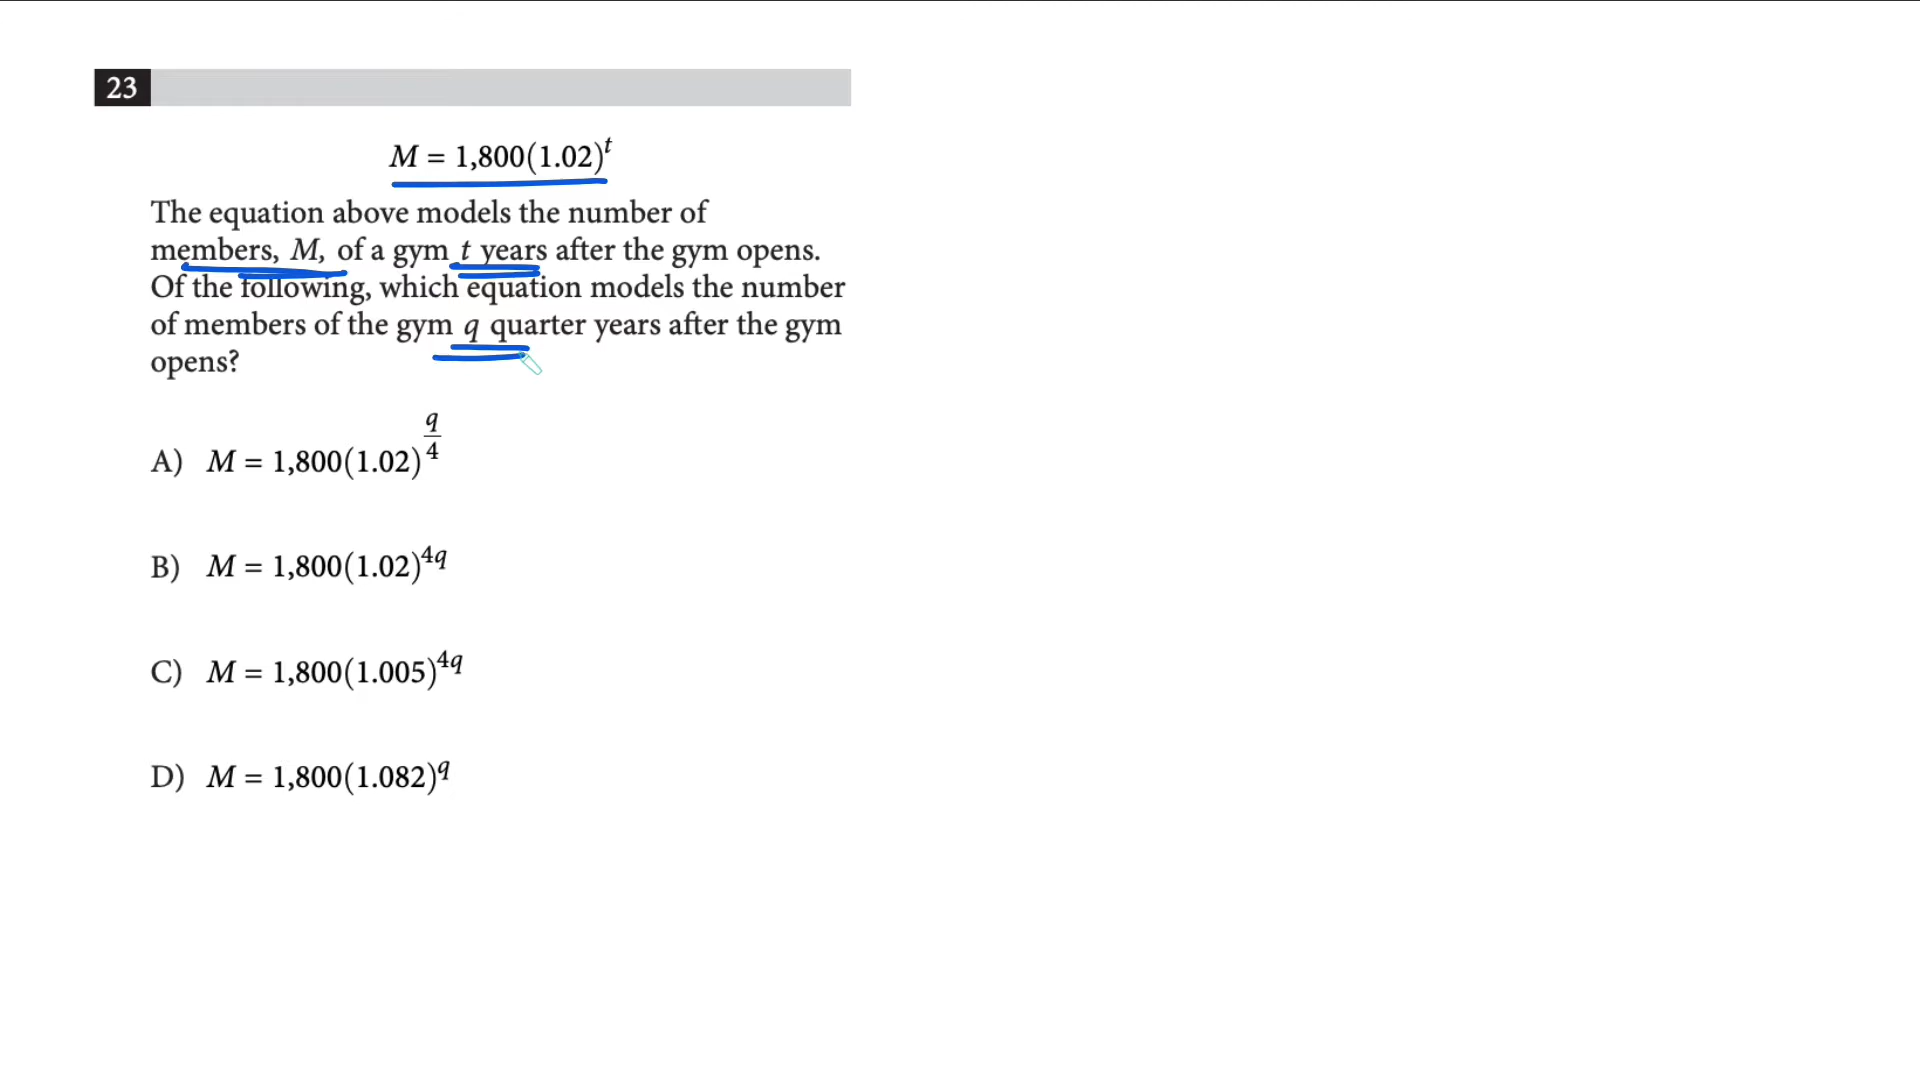 23
M = 1,800(1.02)^t
The equation above models the number of
members, M, of a gym t years after the gym opens.
Of the following, which equation models the number
of members of the gym q quarter years after the gym
opens?
A) M = 1,800(1.02)^(q/4)
B) M = 1,800(1.02)^(4q)
C) M = 1,800(1.005)^(4q)
D) M = 1,800(1.082)^q